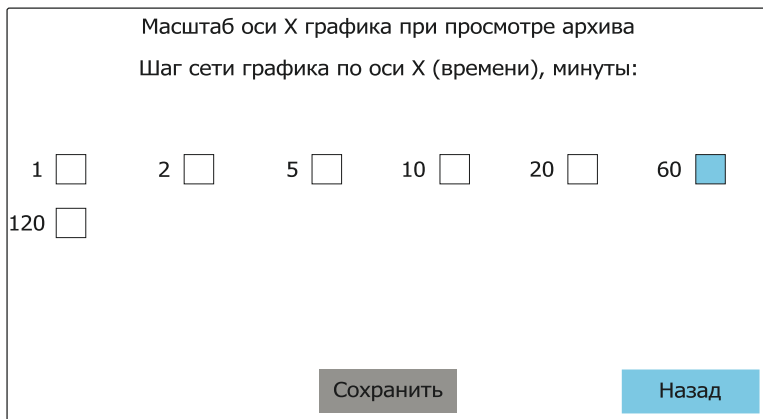 Масштаб оси X графика при просмотре архива
Шаг сети графика по оси X (времени), минуты:
1 2 5 10 20 60
120
Сохранить Назад